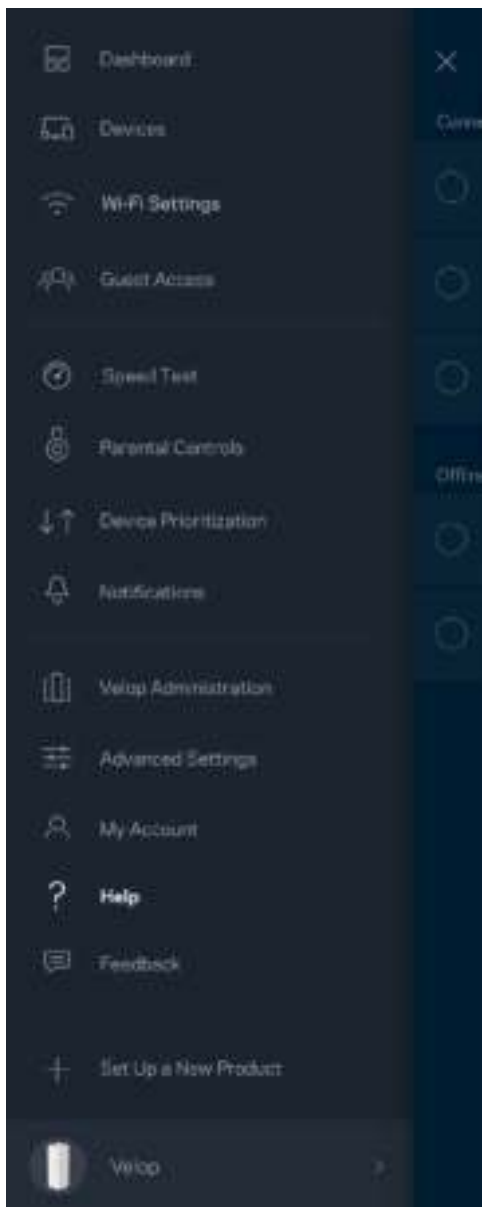 Dashboard
Devices
Wi-Fi Settings
Guest Access
Speed Test
Parental Controls
Device Prioritization
Notifications
Velop Administration
Advanced Settings
My Account
Help
Feedback
Set Up a New Product
Velop